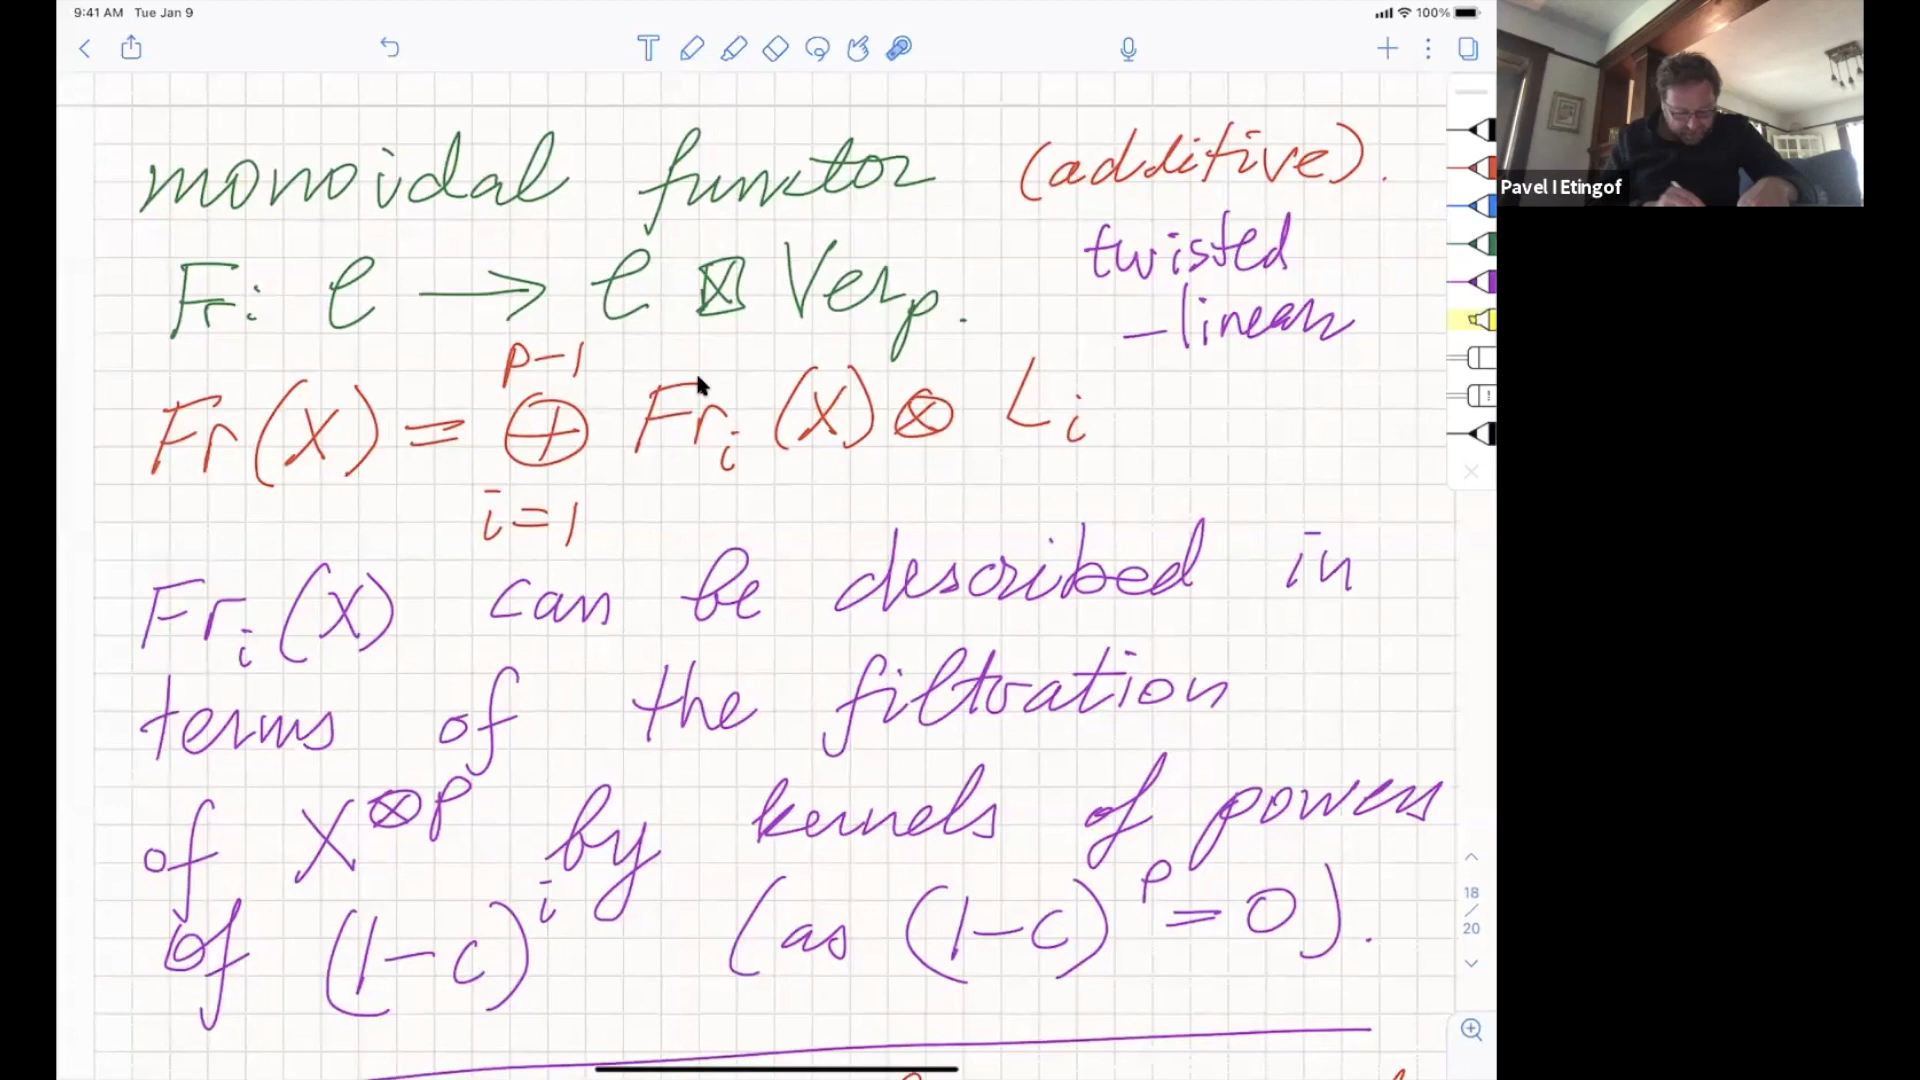 9:41 AM Tue Jan 9
100%
monoidal functor (additive).
twisted
Fr: C → C ⊠ Ver_p.
-linear
Fr(X) = ⊕_{i=1}^{p-1} Fr_i(X) ⊗ L_i
Fr_i(X) can be described in
terms of the filtration
of X^{⊗p} by kernels of powers
of (1-c)^i (as (1-c)^p = 0).
18
/
20
Pavel I Etingof